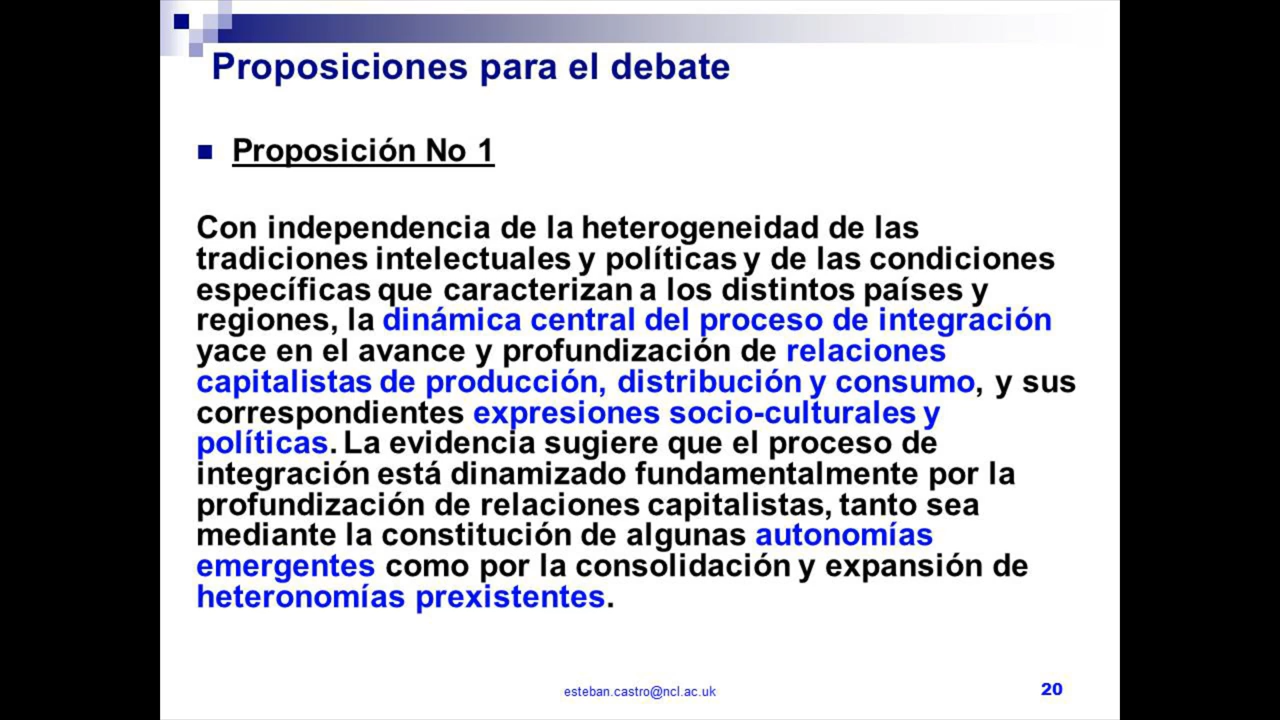 Proposiciones para el debate
Proposición No 1
Con independencia de la heterogeneidad de las
tradiciones intelectuales y políticas y de las condiciones
específicas que caracterizan a los distintos países y
regiones, la dinámica central del proceso de integración
yace en el avance y profundización de relaciones
capitalistas de producción, distribución y consumo, y sus
correspondientes expresiones socio-culturales y
políticas. La evidencia sugiere que el proceso de
integración está dinamizado fundamentalmente por la
profundización de relaciones capitalistas, tanto sea
mediante la constitución de algunas autonomías
emergentes como por la consolidación y expansión de
heteronomías prexistentes.
esteban.castro@ncl.ac.uk
20